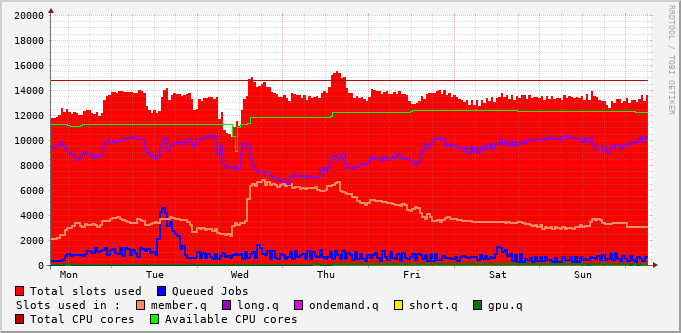 20000
18000
16000
14000
12000
10000
8000
6000
4000
2000
0
Mon Tue Wed Thu Fri Sat Sun
RRDTOOL / TOBI OETIKER
Total slots used Queued Jobs
Slots used in : member.q long.q ondemand.q short.q gpu.q
Total CPU cores Available CPU cores